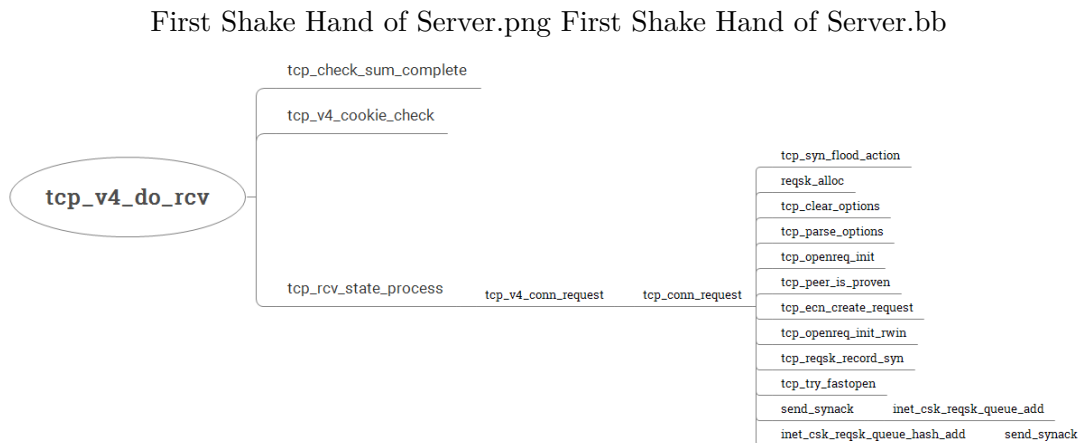 First Shake Hand of Server.png First Shake Hand of Server.bb
tcp_check_sum_complete
tcp_v4_cookie_check
tcp_v4_do_rcv
tcp_rcv_state_process
tcp_v4_conn_request
tcp_conn_request
tcp_syn_flood_action
reqsk_alloc
tcp_clear_options
tcp_parse_options
tcp_openreq_init
tcp_peer_is_proven
tcp_ecn_create_request
tcp_openreq_init_rwin
tcp_reqsk_record_syn
tcp_try_fastopen
send_synack inet_csk_reqsk_queue_add
inet_csk_reqsk_queue_hash_add send_synack